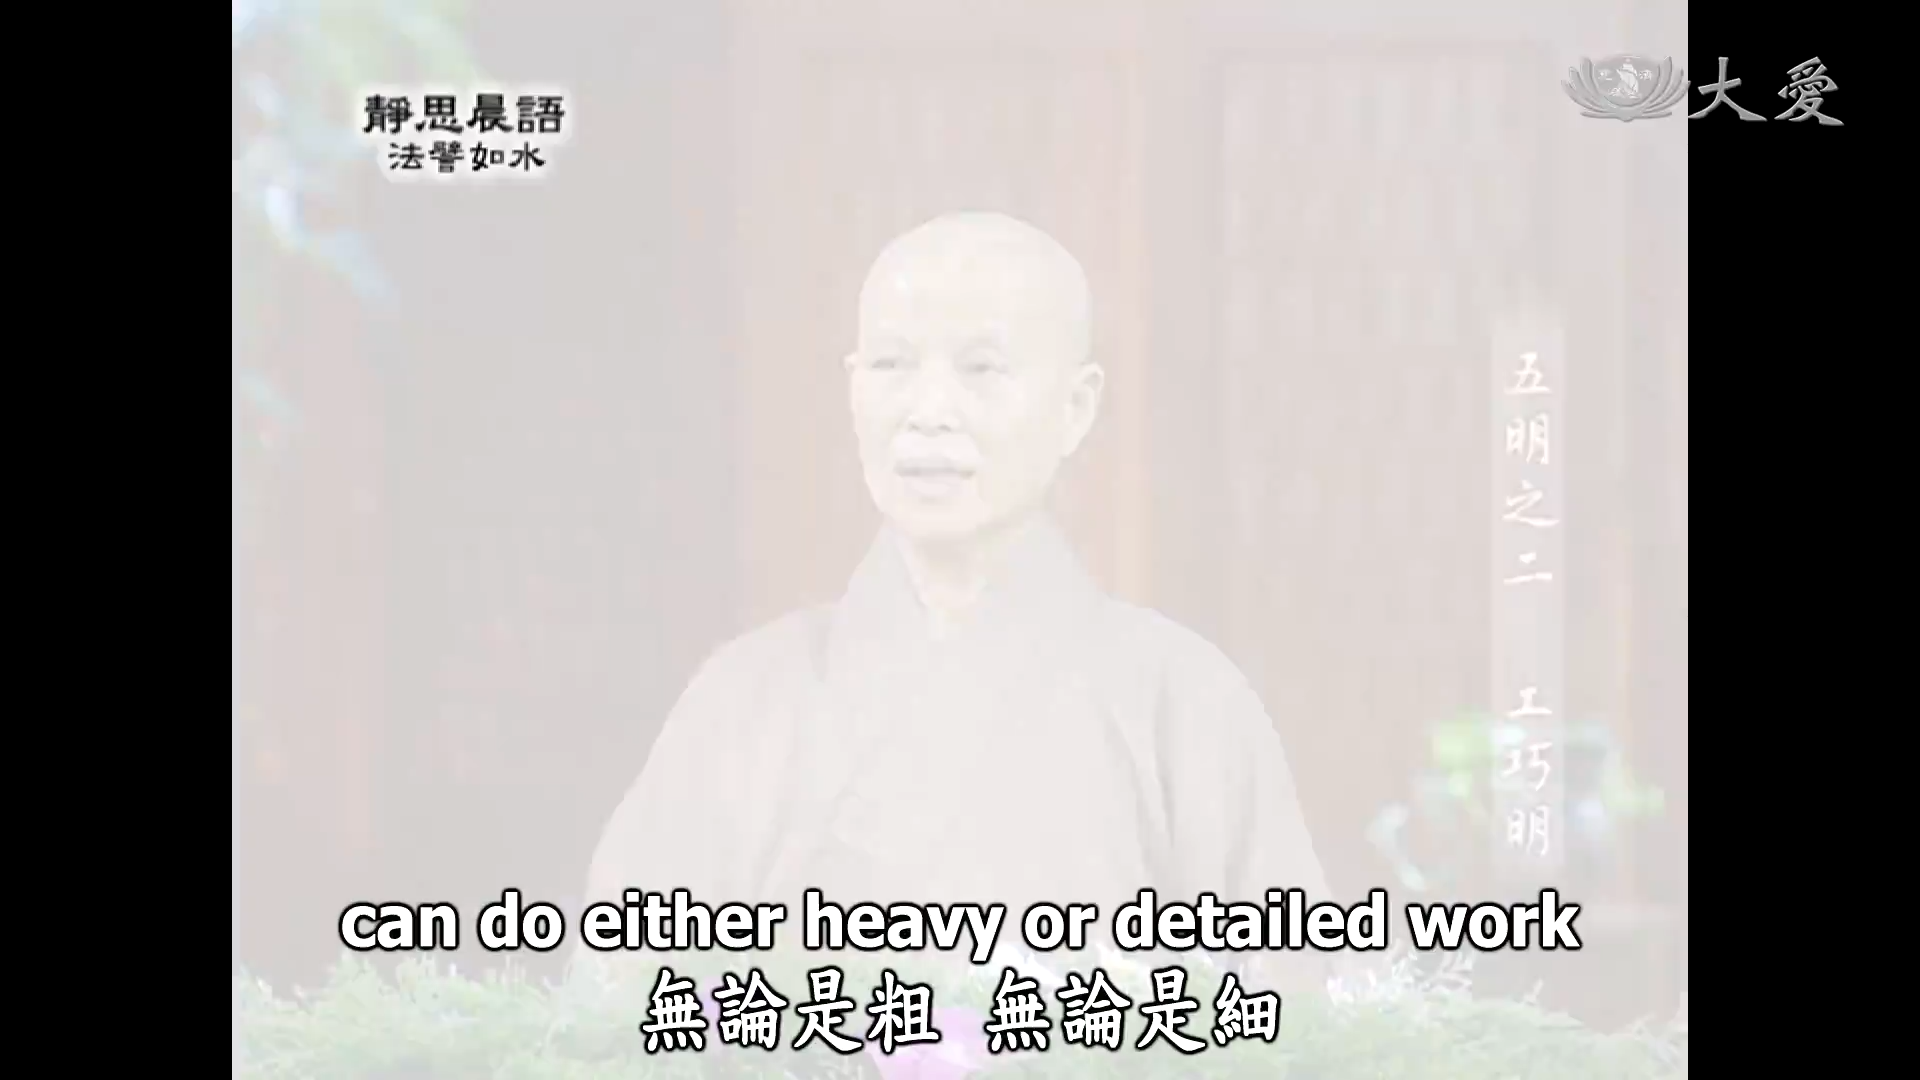 靜思晨語
法譬如水
大愛
五明之二 工巧明
can do either heavy or detailed work
無論是粗 無論是細